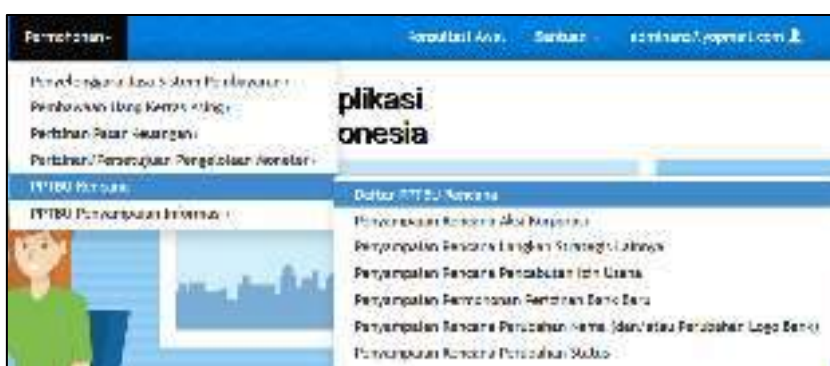 Permohonan
Konsultasi Awal Bantuan
Penyelenggara Jasa Sistem Pembayaran
Pembawaan Uang Kertas Asing
Perizinan Pasar Keuangan
Perizinan/Persetujuan Pengelolaan Moneter
PPTBU Rencana
PPTBU Penyampaian Informasi
plikasi
onesia
Daftar PPTBU Rencana
Penyampaian Rencana Aksi Korporasi
Penyampaian Rencana Langkah Strategis Lainnya
Penyampaian Rencana Pencabutan Izin Usaha
Penyampaian Permohonan Perizinan Bank Baru
Penyampaian Rencana Perubahan Nama (dan/atau Perubahan Logo Bank)
Penyampaian Rencana Perubahan Status